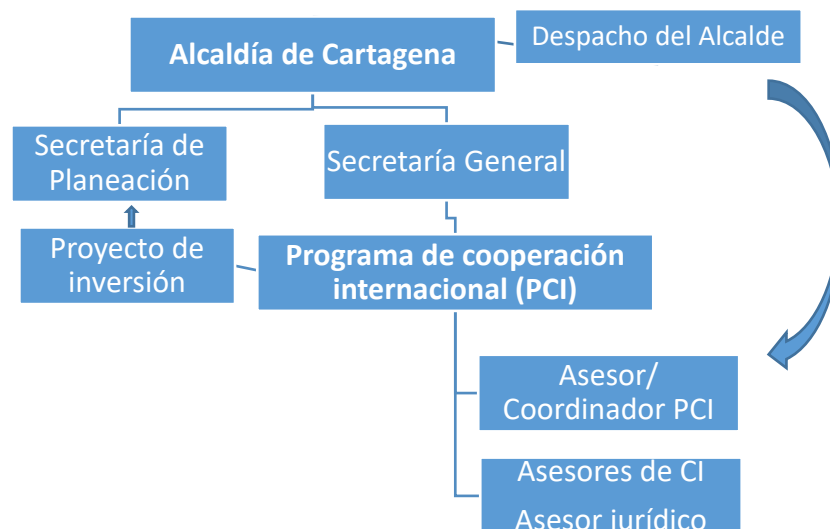 Alcaldía de Cartagena
Despacho del Alcalde
Secretaría de
Planeación
Secretaría General
Proyecto de
inversión
Programa de cooperación
internacional (PCI)
Asesor/
Coordinador PCI
Asesores de CI
Asesor jurídico